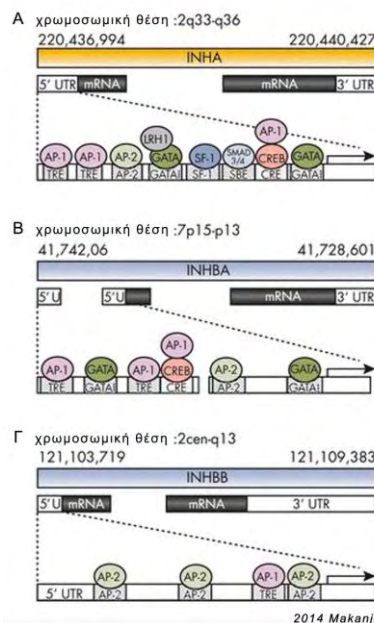 Α χρωμοσωμική θέση :2q33-q36
220,436,994 220,440,427
INHA
5' UTR mRNA mRNA 3' UTR
AP-1
LRH1
AP-1 AP-1 AP-2 GATA SF-1 SMAD 3/4 CREB GATA
TRE TRE AP-2 GATAI SF-1 SBE CRE GATAI
Β χρωμοσωμική θέση :7p15-p13
41,742,06 41,728,601
INHBA
5' U 5'U mRNA 3' UTR
AP-1
AP-1 GATA AP-1 CREB AP-2 GATA
TRE GATAI TRE CRE AP-2 GATAI
Γ χρωμοσωμική θέση :2cen-q13
121,103,719 121,109,383
INHBB
5'U mRNA mRNA 3' UTR
AP-2 AP-2 AP-1 AP-2
5' UTR AP-2 AP-2 TRE AP-2
2014 Makani